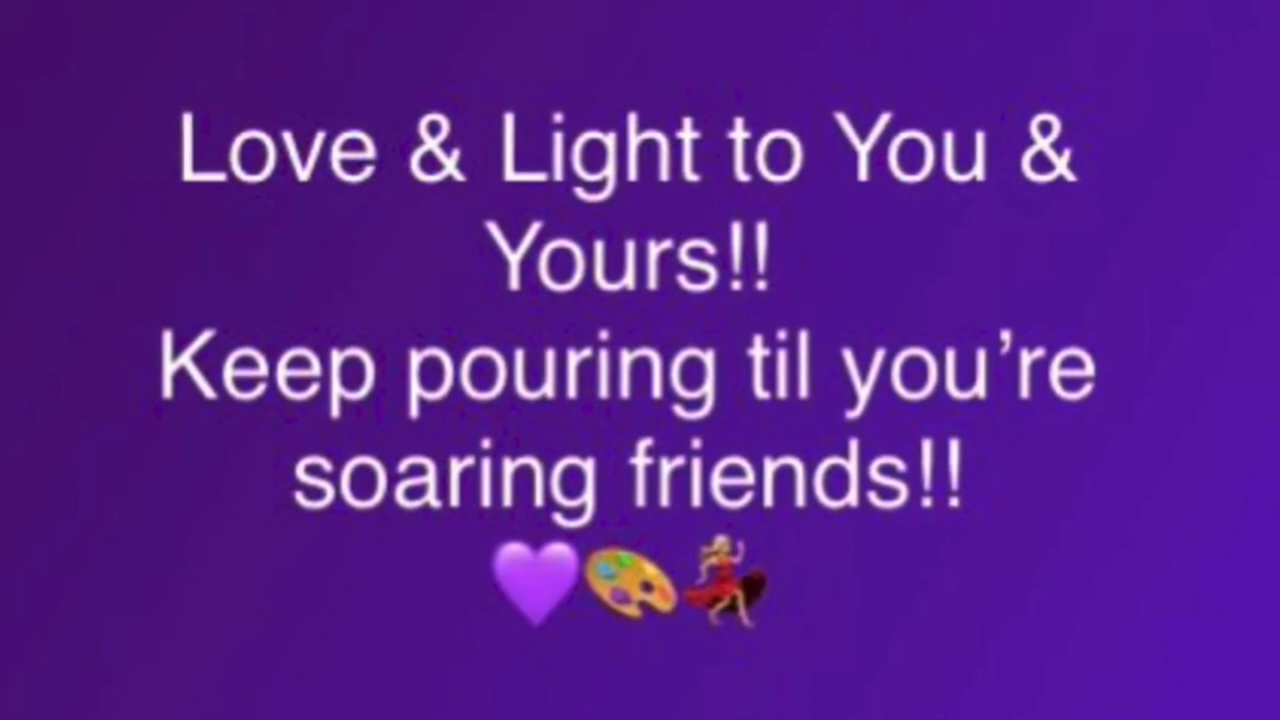 Love & Light to You &
Yours!!
Keep pouring til you’re
soaring friends!!
💜🎨💃🏼